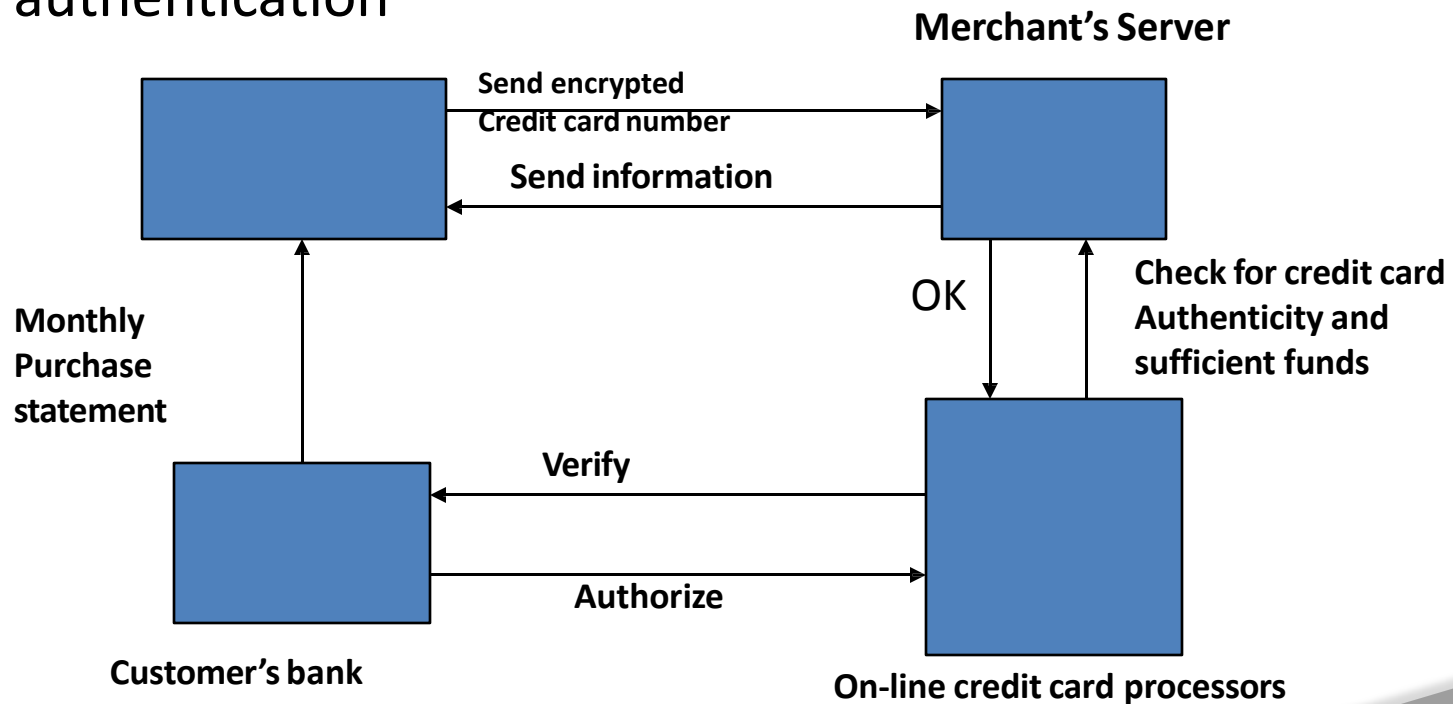 authentication
Merchant’s Server
Send encrypted
Credit card number
Send information
OK
Check for credit card
Authenticity and
sufficient funds
Monthly
Purchase
statement
Verify
Authorize
Customer’s bank
On-line credit card processors